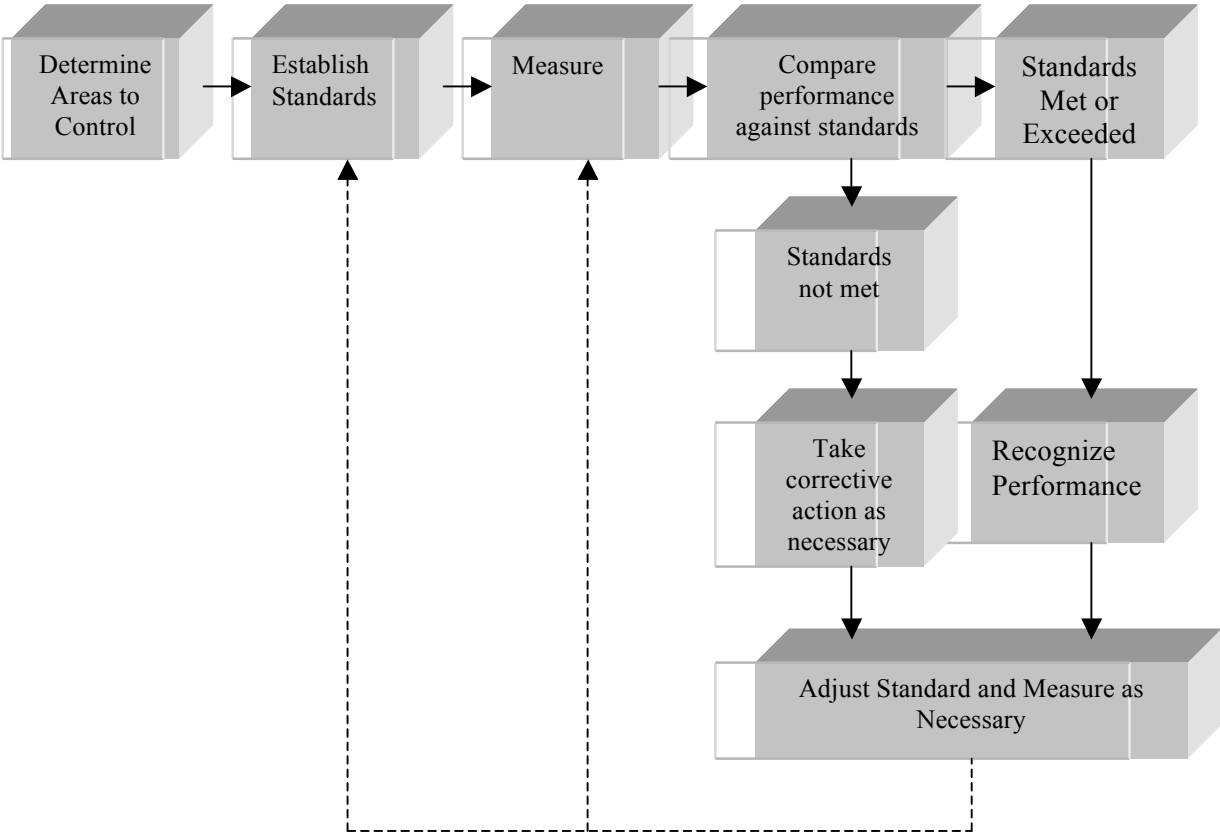 Determine
Areas to
Control
Establish
Standards
Measure
Compare
performance
against standards
Standards
Met or
Exceeded
Standards
not met
Take
corrective
action as
necessary
Recognize
Performance
Adjust Standard and Measure as
Necessary